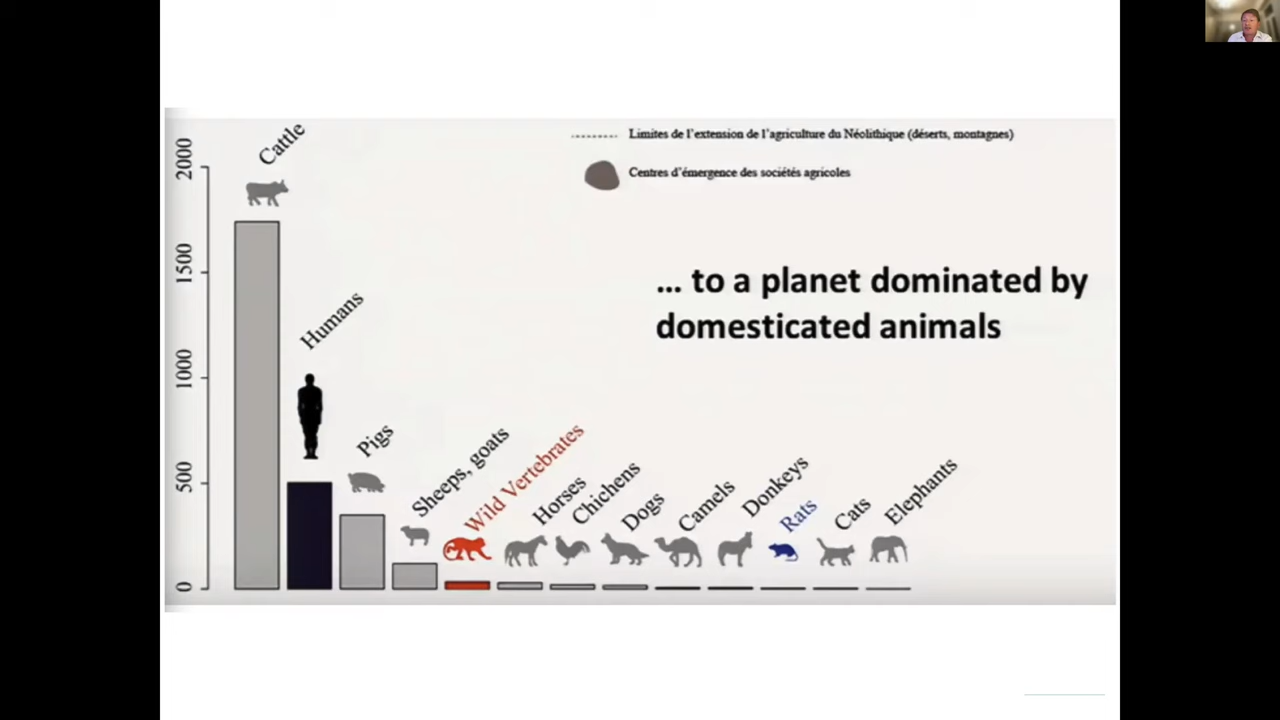 Limites de l'extension de l'agriculture du Néolithique (déserts, montagnes)
Centres d'émergence des sociétés agricoles
... to a planet dominated by
domesticated animals
2000
1500
1000
500
0
Cattle
Humans
Pigs
Sheeps, goats
Wild Vertebrates
Horses
Chichens
Dogs
Camels
Donkeys
Rats
Cats
Elephants